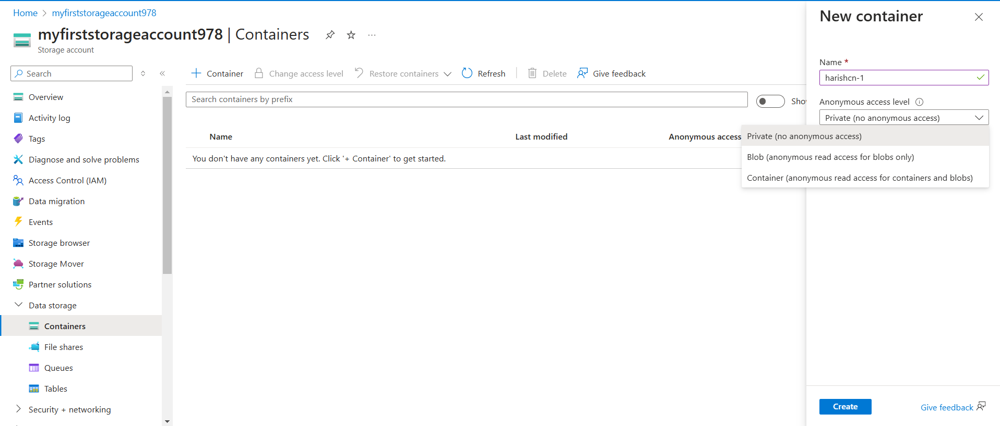 Home > myfirststorageaccount978
myfirststorageaccount978 | Containers
Storage account
Search
Overview
Activity log
Tags
Diagnose and solve problems
Access Control (IAM)
Data migration
Events
Storage browser
Storage Mover
Partner solutions
Data storage
Containers
File shares
Queues
Tables
Security + networking
+ Container Change access level Restore containers Refresh Delete Give feedback
Search containers by prefix
Name Last modified Anonymous access
You don't have any containers yet. Click '+ Container' to get started.
New container
Name *
harishcn-1
Anonymous access level
Private (no anonymous access)
Private (no anonymous access)
Blob (anonymous read access for blobs only)
Container (anonymous read access for containers and blobs)
Create Give feedback